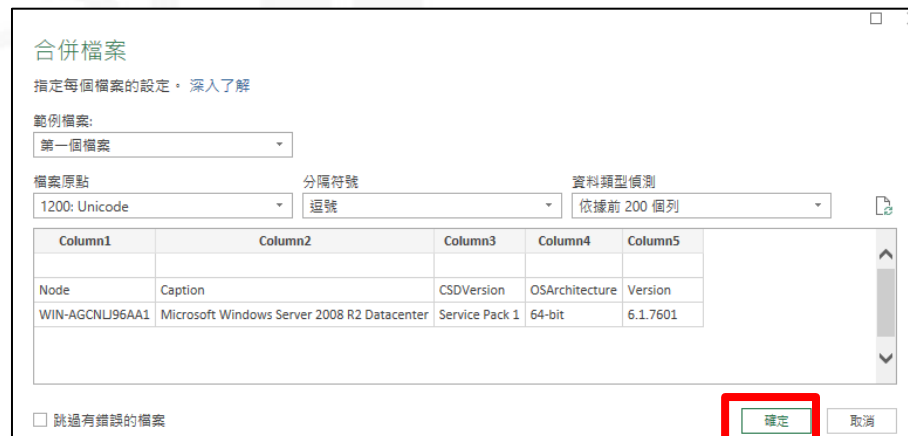 合併檔案
指定每個檔案的設定。 深入了解
範例檔案:
第一個檔案
檔案原點 分隔符號 資料類型偵測
1200: Unicode 逗號 依據前 200 個列
Column1 Column2 Column3 Column4 Column5
Node Caption CSDVersion OSArchitecture Version
WIN-AGCNLJ96AA1 Microsoft Windows Server 2008 R2 Datacenter Service Pack 1 64-bit 6.1.7601
跳過有錯誤的檔案 確定 取消